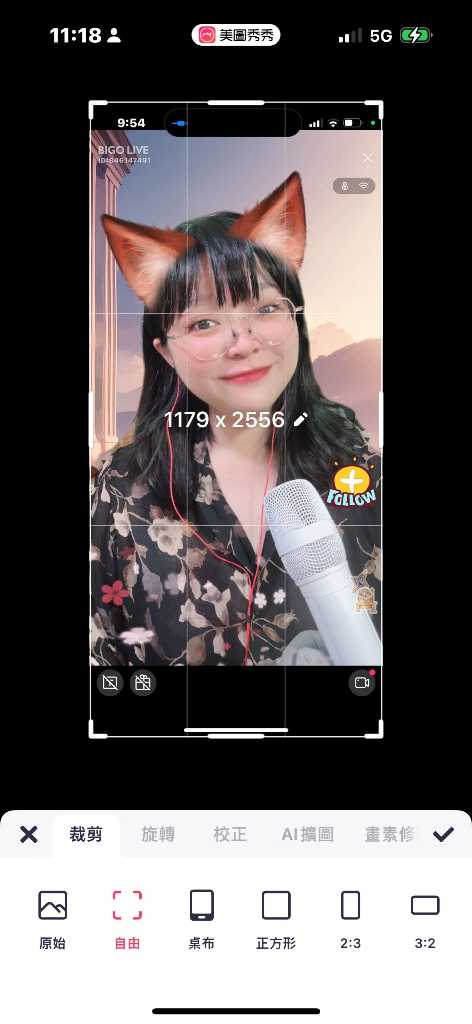 11:18
美圖秀秀
5G
9:54
BIGO LIVE
ID:846147491
1179 x 2556
FOLLOW
裁剪
旋轉
校正
AI擴圖
畫素修
原始
自由
桌布
正方形
2:3
3:2